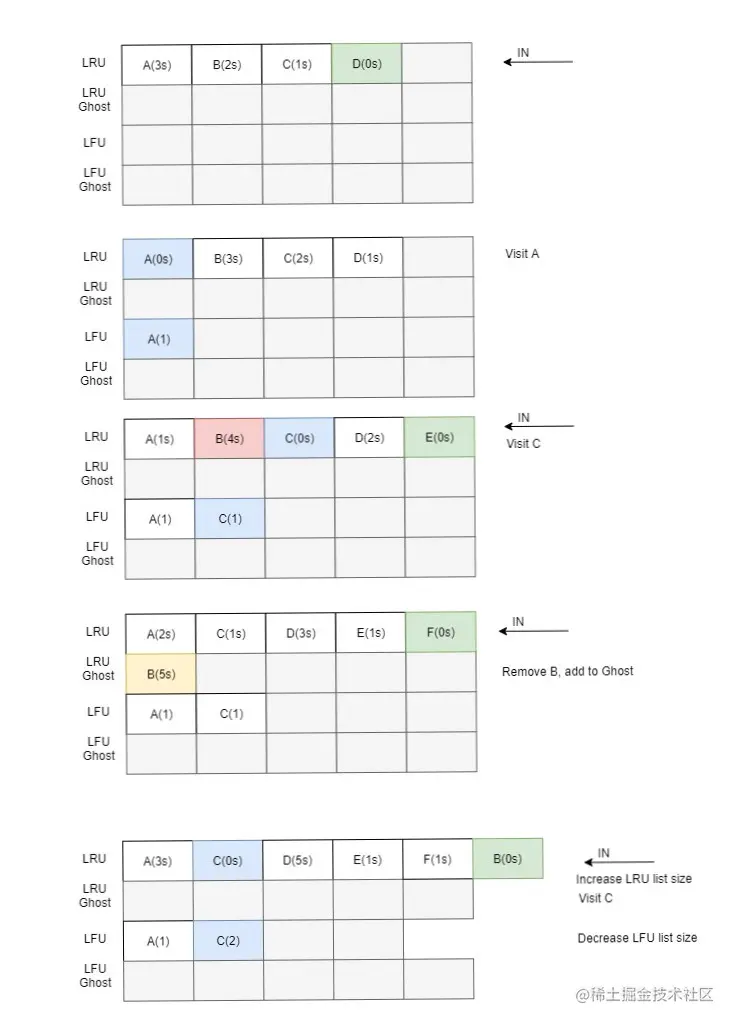 IN
LRU A(3s) B(2s) C(1s) D(0s)
LRU
Ghost
LFU
LFU
Ghost
LRU A(0s) B(3s) C(2s) D(1s) Visit A
LRU
Ghost
LFU A(1)
LFU
Ghost
IN
LRU A(1s) B(4s) C(0s) D(2s) E(0s) Visit C
LRU
Ghost
LFU A(1) C(1)
LFU
Ghost
IN
LRU A(2s) C(1s) D(3s) E(1s) F(0s)
LRU
Ghost B(5s) Remove B, add to Ghost
LFU A(1) C(1)
LFU
Ghost
IN
LRU A(3s) C(0s) D(5s) E(1s) F(1s) B(0s)
Increase LRU list size
LRU
Ghost Visit C
LFU A(1) C(2) Decrease LFU list size
LFU
Ghost
@稀土掘金技术社区